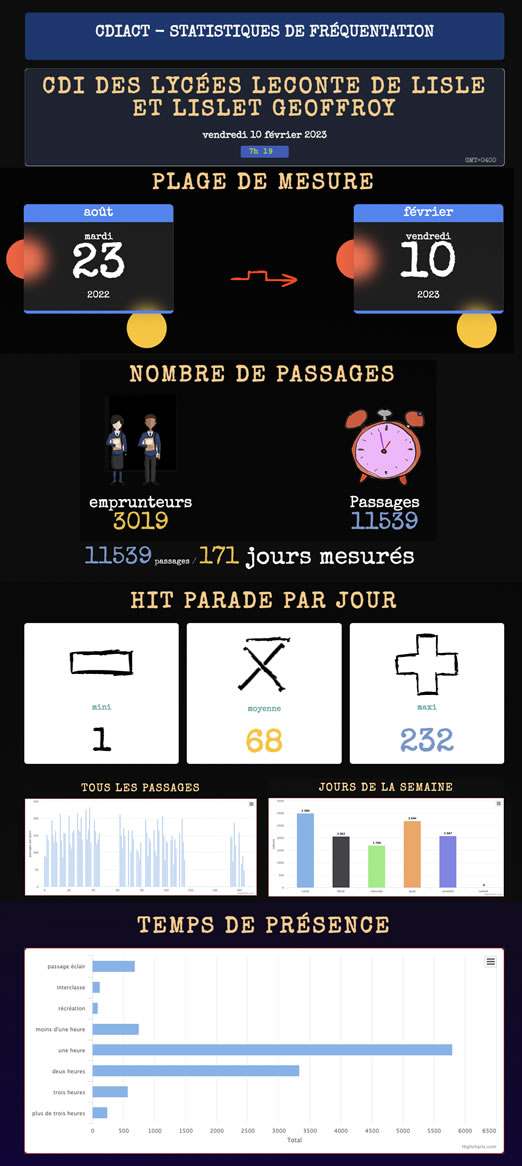 CDIACT - STATISTIQUES DE FRÉQUENTATION
CDI DES LYCÉES LECONTE DE LISLE
ET LISLET GEOFFROY
vendredi 10 février 2023
7h 19
GMT+0400
PLAGE DE MESURE
août
mardi
23
2022
février
vendredi
10
2023
NOMBRE DE PASSAGES
emprunteurs
3019
Passages
11539
11539 passages / 171 jours mesurés
HIT PARADE PAR JOUR
mini
1
moyenne
68
maxi
232
TOUS LES PASSAGES
JOURS DE LA SEMAINE
TEMPS DE PRÉSENCE
passage éclair
interclasse
récréation
moins d'une heure
une heure
deux heures
trois heures
plus de trois heures
0 500 1000 1500 2000 2500 3000 3500 4000 4500 5000 5500 6000 6500
Total
Highcharts.com